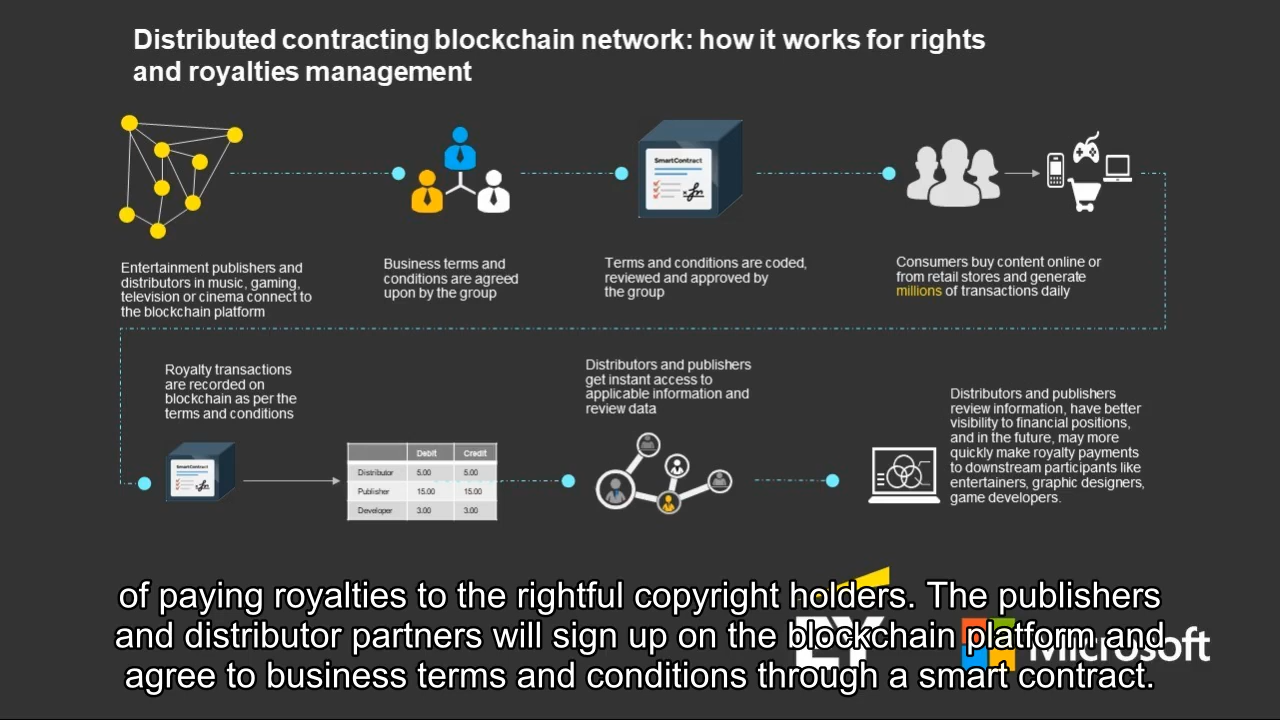 Distributed contracting blockchain network: how it works for rights
and royalties management
Entertainment publishers and
distributors in music, gaming,
television or cinema connect to
the blockchain platform
Business terms and
conditions are agreed
upon by the group
SmartContract
Terms and conditions are coded,
reviewed and approved by
the group
Consumers buy content online or
from retail stores and generate
millions of transactions daily
Royalty transactions
are recorded on
blockchain as per the
terms and conditions
SmartContract
Debit Credit
Distributor 5.00 5.00
Publisher 15.00 15.00
Developer 3.00 3.00
Distributors and publishers
get instant access to
applicable information and
review data
Distributors and publishers
review information, have better
visibility to financial positions,
and in the future, may more
quickly make royalty payments
to downstream participants like
entertainers, graphic designers,
game developers.
EY
Microsoft
of paying royalties to the rightful copyright holders. The publishers
and distributor partners will sign up on the blockchain platform and
agree to business terms and conditions through a smart contract.